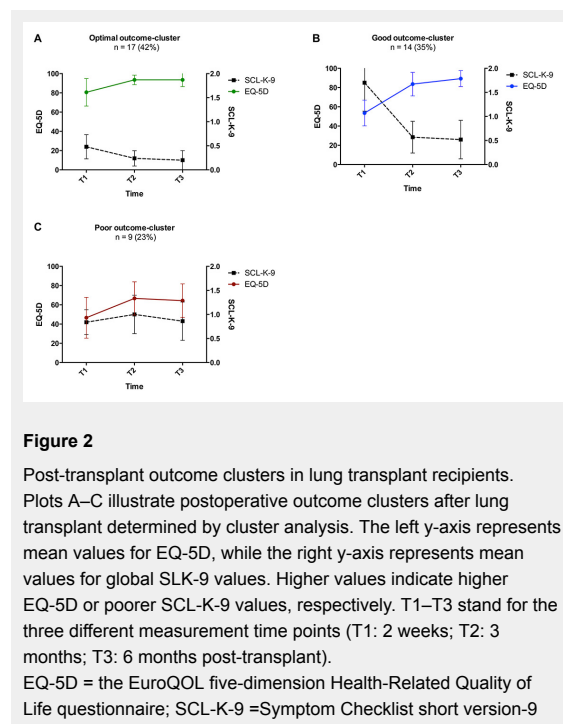 A
Optimal outcome-cluster
n = 17 (42%)
100
80
60
40
20
0
EQ-5D
2.0
1.5
1.0
0.5
0.0
SCL-K-9
T1
T2
T3
Time
SCL-K-9
EQ-5D
B
Good outcome-cluster
n = 14 (35%)
100
80
60
40
20
0
EQ-5D
2.0
1.5
1.0
0.5
0.0
SCL-K-9
T1
T2
T3
Time
SCL-K-9
EQ-5D
C
Poor outcome-cluster
n = 9 (23%)
100
80
60
40
20
0
EQ-5D
2.0
1.5
1.0
0.5
0.0
SCL-K-9
T1
T2
T3
Time
SCL-K-9
EQ-5D
Figure 2
Post-transplant outcome clusters in lung transplant recipients.
Plots A–C illustrate postoperative outcome clusters after lung
transplant determined by cluster analysis. The left y-axis represents
mean values for EQ-5D, while the right y-axis represents mean
values for global SLK-9 values. Higher values indicate higher
EQ-5D or poorer SCL-K-9 values, respectively. T1–T3 stand for the
three different measurement time points (T1: 2 weeks; T2: 3
months; T3: 6 months post-transplant).
EQ-5D = the EuroQOL five-dimension Health-Related Quality of
Life questionnaire; SCL-K-9 =Symptom Checklist short version-9